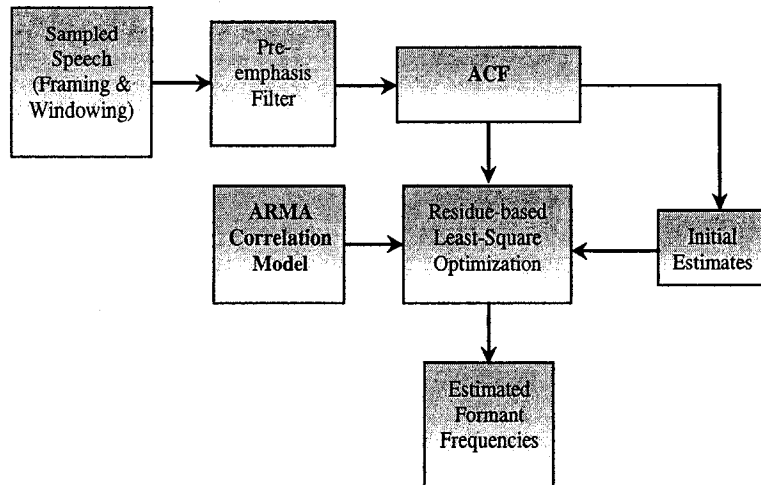 Sampled
Speech
(Framing &
Windowing)
Pre-
emphasis
Filter
ACF
ARMA
Correlation
Model
Residue-based
Least-Square
Optimization
Initial
Estimates
Estimated
Formant
Frequencies